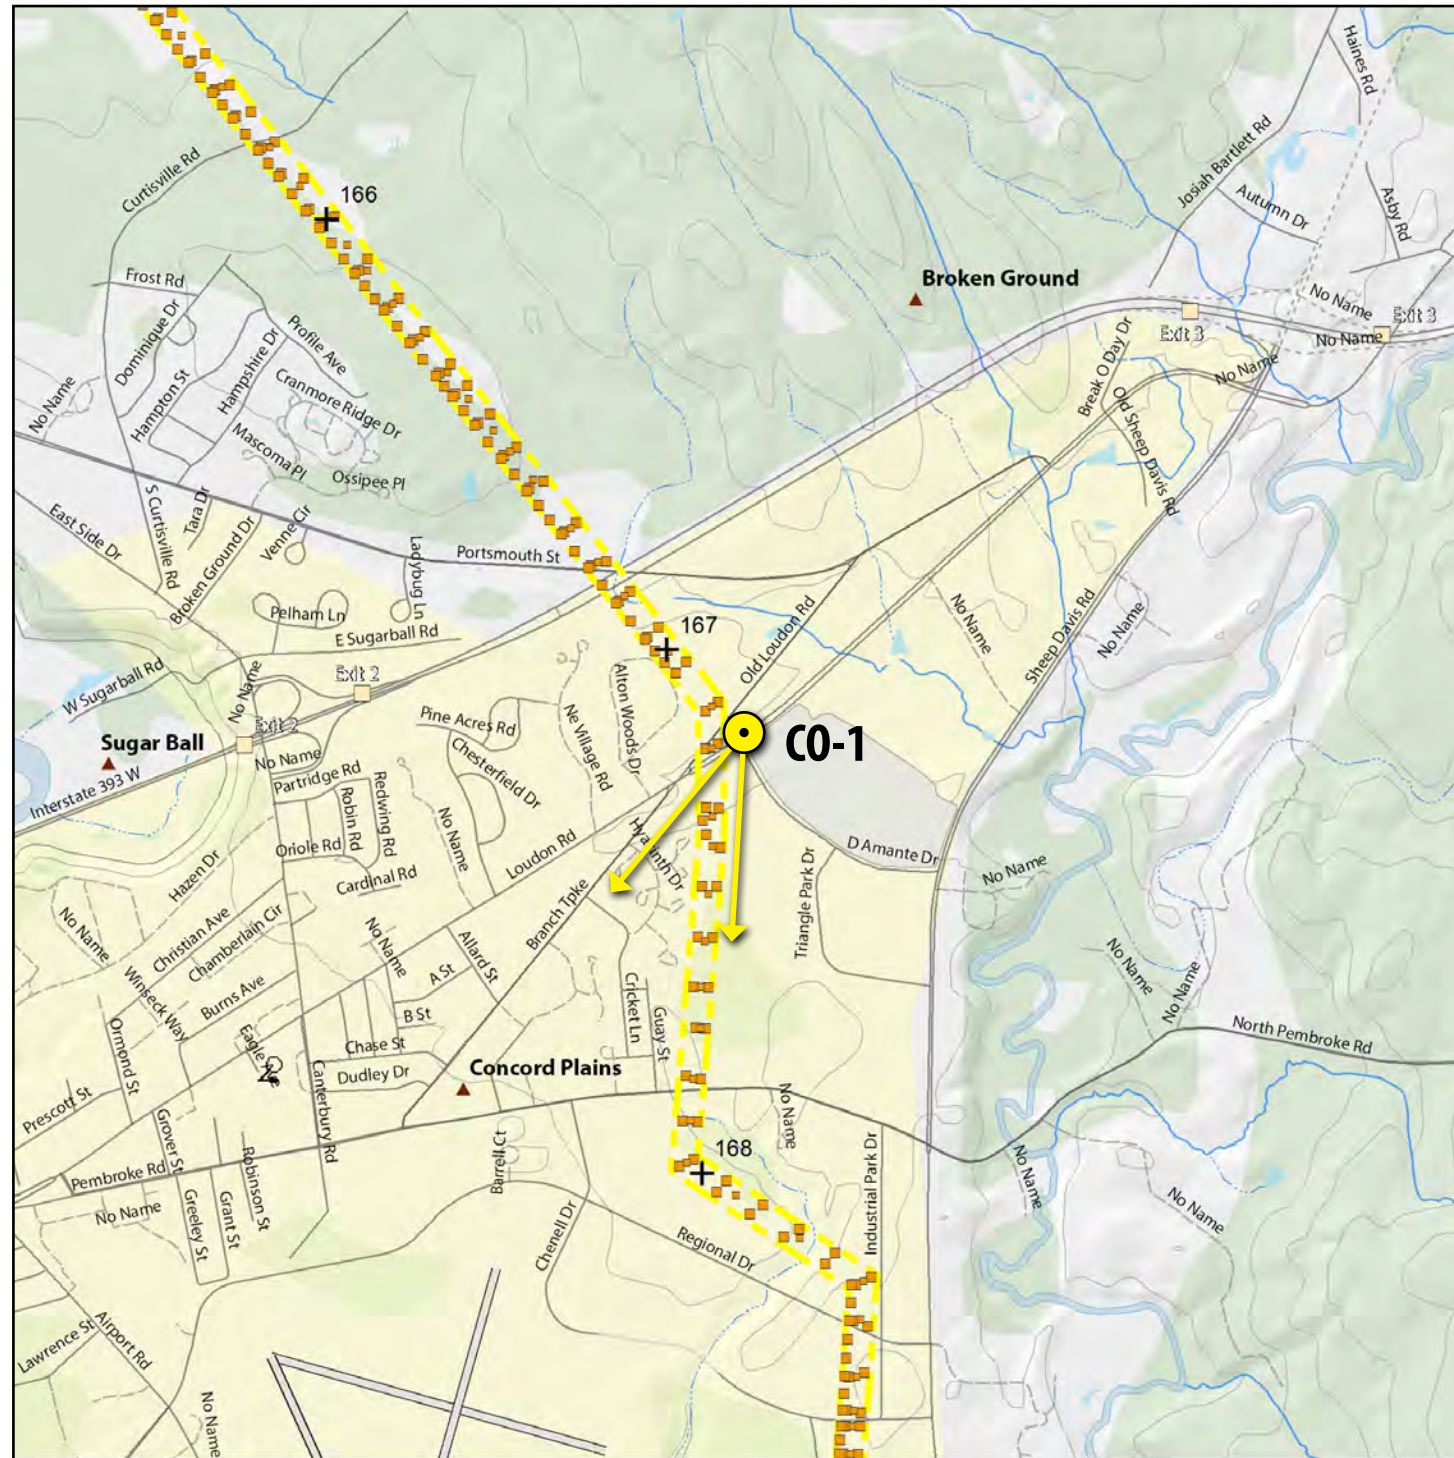 Haines Rd
Curtisville Rd
166
Josiah Bartlett Rd
Autumn Dr
Asby Rd
Broken Ground
Frost Rd
No Name
Exit 3
Exit 3
No Name
Dominique Dr
Profile Ave
Hampshire Dr
Break O Day Dr
No Name
Hampton St
Cranmore Ridge Dr
No Name
Old Sheep Davis Rd
Mascoma Pl
Ossipee Pl
S Curtisville Rd
Tara Dr
East Side Dr
Broken Ground Dr
Venne Cir
Ladybug Ln
Portsmouth St
Pelham Ln
E Sugarball Rd
167
Old Loudon Rd
No Name
No Name
Sheep Davis Rd
W Sugarball Rd
No Name
Exit 2
Exit 2
Alton Woods Dr
Ne Village Rd
Pine Acres Rd
Sugar Ball
No Name
Chesterfield Dr
CO-1
Interstate 393 W
Partridge Rd
Robin Rd
Redwing Rd
No Name
Oriole Rd
Loudon Rd
Hyacinth Dr
D Amante Dr
Hazen Dr
Cardinal Rd
No Name
Triangle Park Dr
No Name
Christian Ave
Chamberlain Cir
No Name
Allard St
Branch Tpke
No Name
Winseck Way
Burns Ave
A St
Cricket Ln
No Name
Guay St
B St
Ormond St
Chase St
North Pembroke Rd
Concord Plains
Dudley Dr
Prescott St
Canterbury Rd
No Name
Grover St
Barrell Ct
168
Industrial Park Dr
Pembroke Rd
Robinson St
No Name
No Name
No Name
Greeley St
Grant St
Chenell Dr
Regional Dr
Airport Rd
Lawrence St
No Name